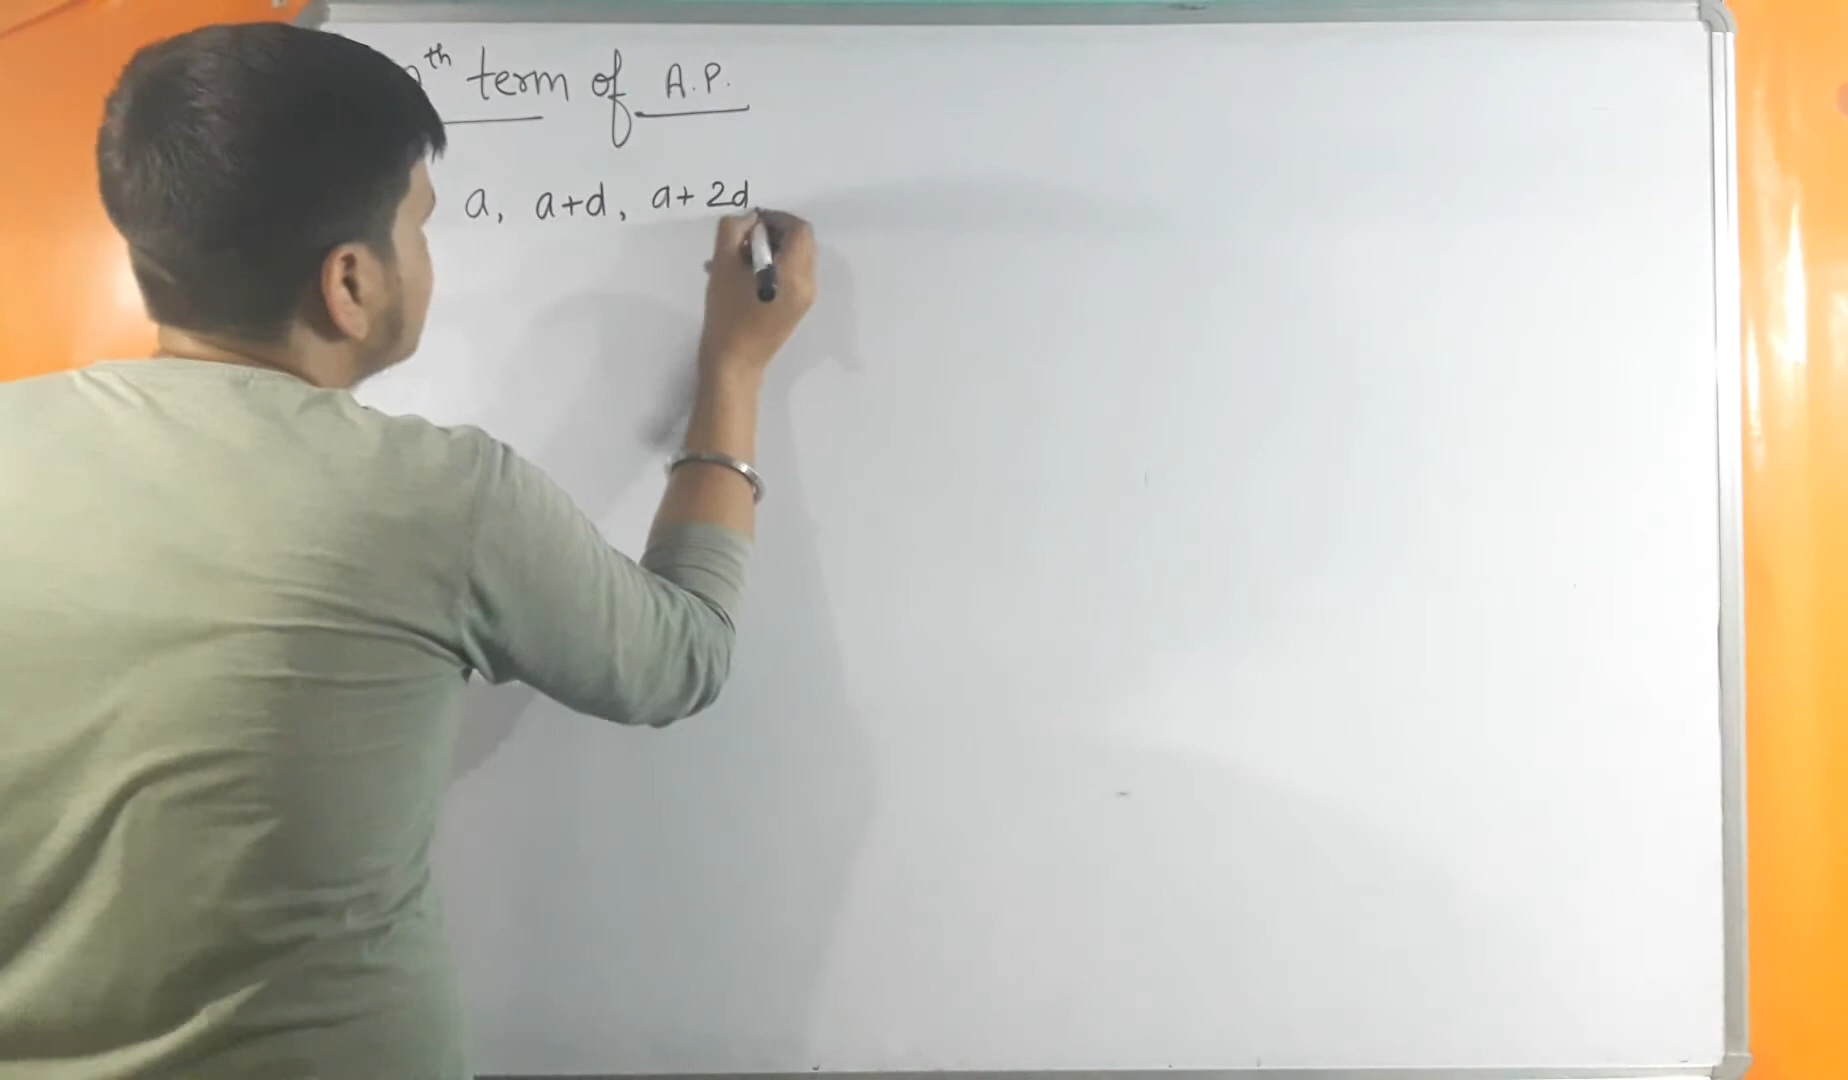 th term of A.P.
a, a+d, a+2d,